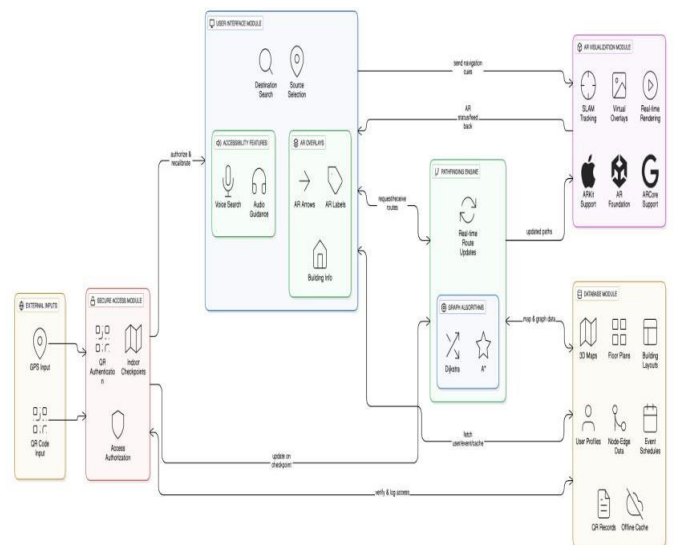 USER INTERFACE MODULE
Destination
Search
Source
Selection
ACCESSIBILITY FEATURES
Voice Search
Audio
Guidance
AR OVERLAYS
AR Arrows
AR Labels
Building Info
AR VISUALIZATION MODULE
SLAM
Tracking
Virtual
Overlays
Real-time
Rendering
ARKit
Support
AR
Foundation
ARCore
Support
send navigation
cues
AR
status/feed
back
authorize &
recalibrate
request/receive
routes
PATHFINDING ENGINE
Real-time
Route
Updates
GRAPH ALGORITHMS
Dijkstra
A*
updated paths
EXTERNAL INPUTS
GPS Input
QR Code
Input
SECURE ACCESS MODULE
QR
Authenticatio
n
Indoor
Checkpoints
Access
Authorization
DATABASE MODULE
3D Maps
Floor Plans
Building
Layouts
User Profiles
Node-Edge
Data
Event
Schedules
QR Records
Offline Cache
map & graph data
fetch
user/event/cache
update on
checkpoint
verify & log access